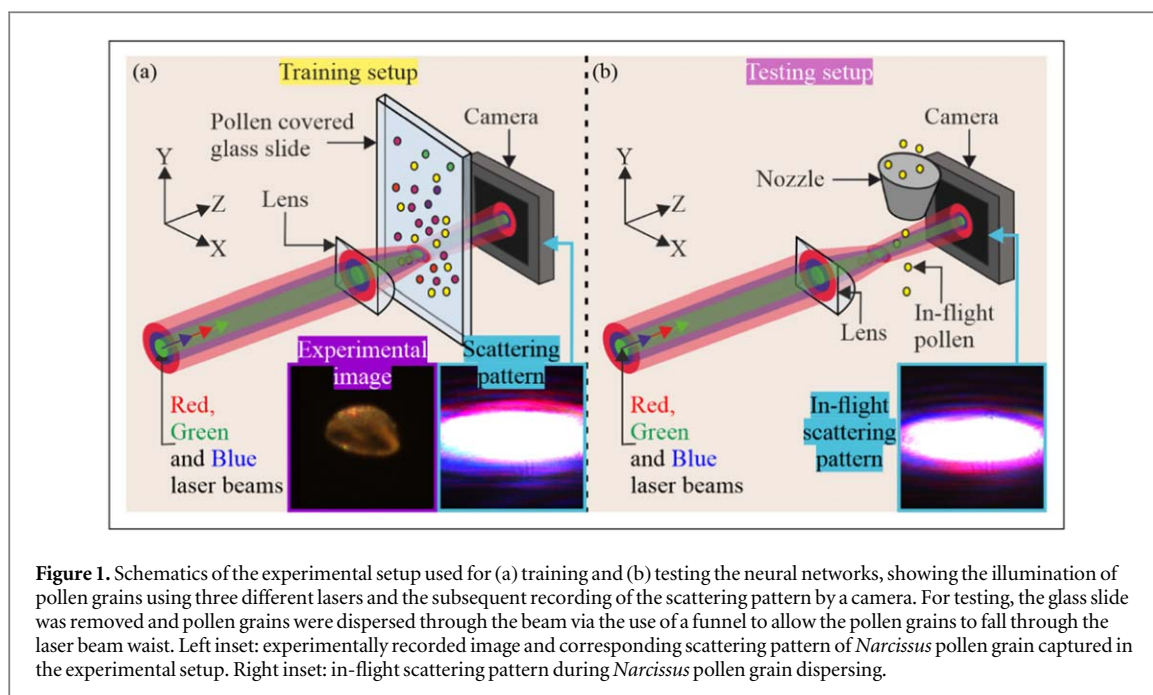 (a)
Training setup
Pollen covered
glass slide
Camera
Y
Z
X
Lens
Experimental
image
Scattering
pattern
Red,
Green
and Blue
laser beams
(b)
Testing setup
Camera
Y
Z
X
Nozzle
Lens
In-flight
pollen
In-flight
scattering
pattern
Red,
Green
and Blue
laser beams
Figure 1. Schematics of the experimental setup used for (a) training and (b) testing the neural networks, showing the illumination of
pollen grains using three different lasers and the subsequent recording of the scattering pattern by a camera. For testing, the glass slide
was removed and pollen grains were dispersed through the beam via the use of a funnel to allow the pollen grains to fall through the
laser beam waist. Left inset: experimentally recorded image and corresponding scattering pattern of Narcissus pollen grain captured in
the experimental setup. Right inset: in-flight scattering pattern during Narcissus pollen grain dispersing.